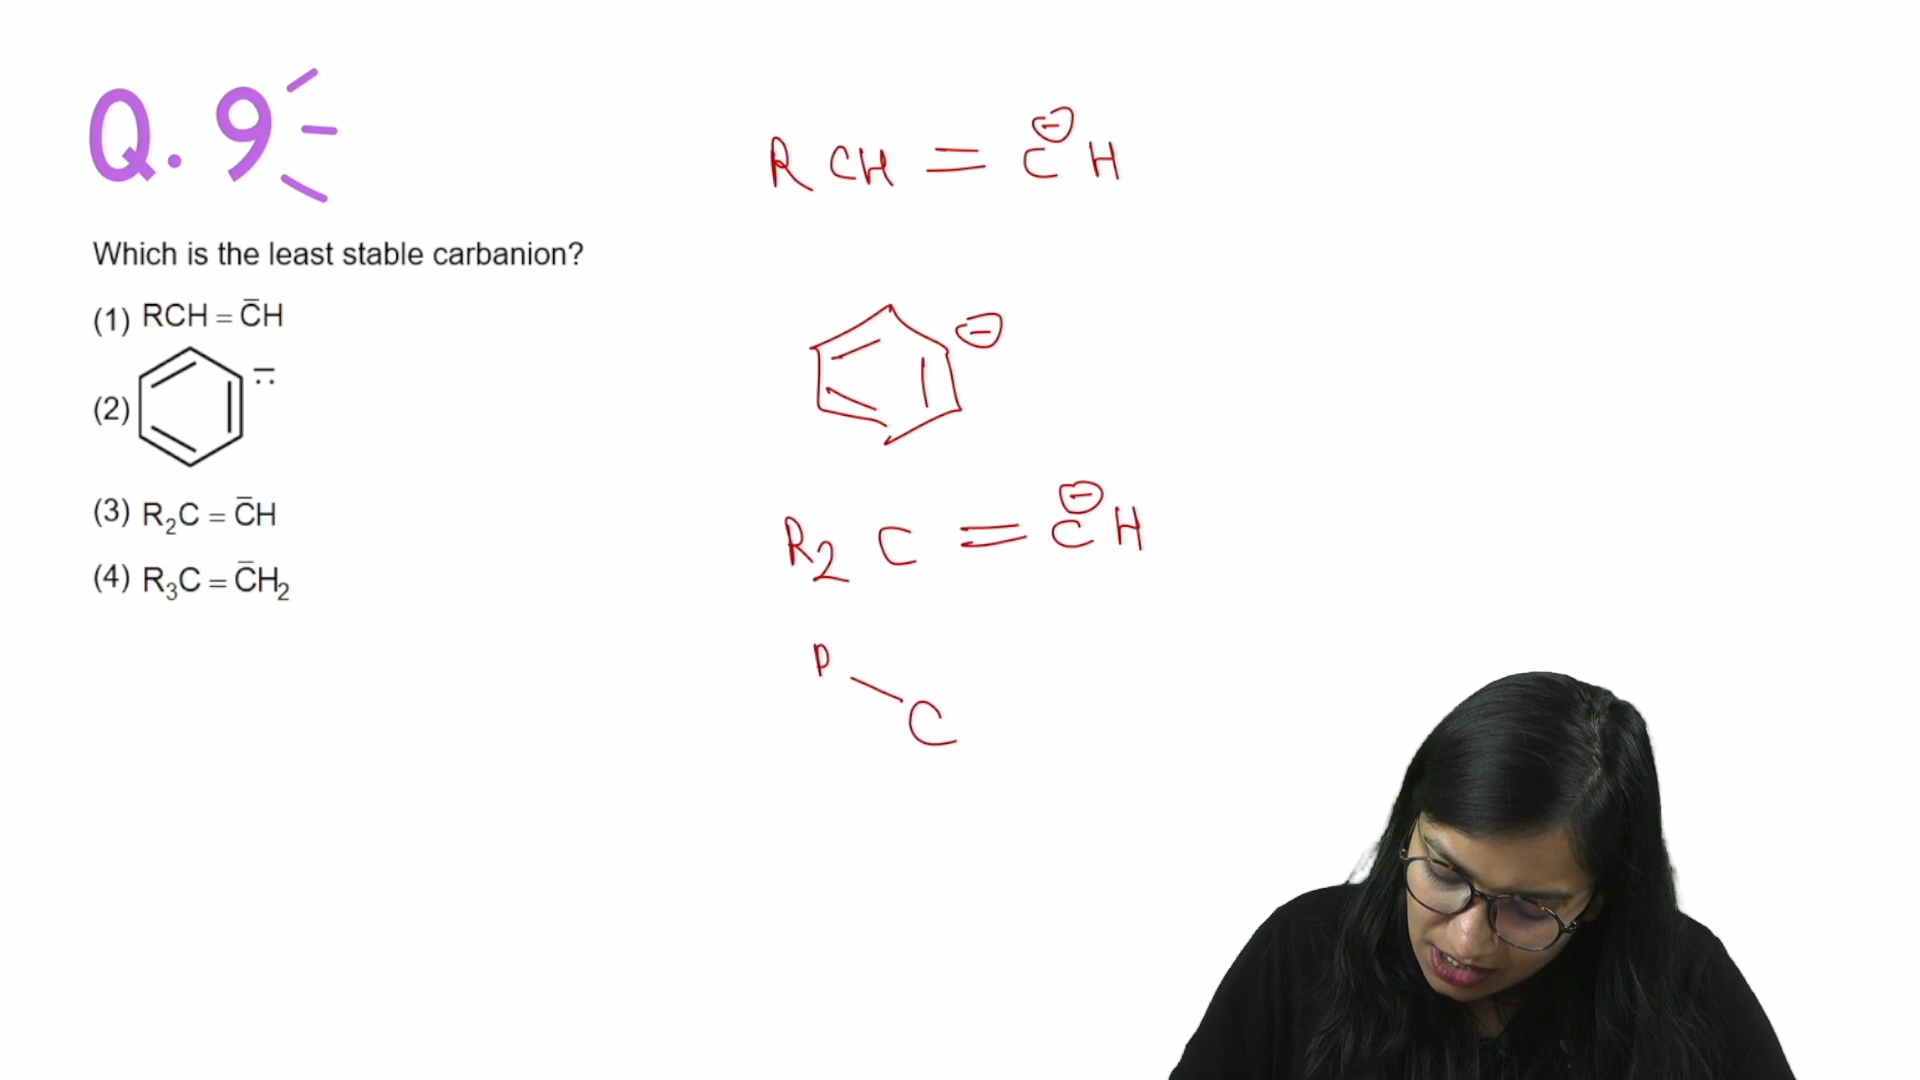 Q. 9
Which is the least stable carbanion?
(1) RCH = C̅H
(2)
(3) R₂C = C̅H
(4) R₃C = C̅H₂
RCH = C⊖H
⊖
R₂ C = C⊖H
C